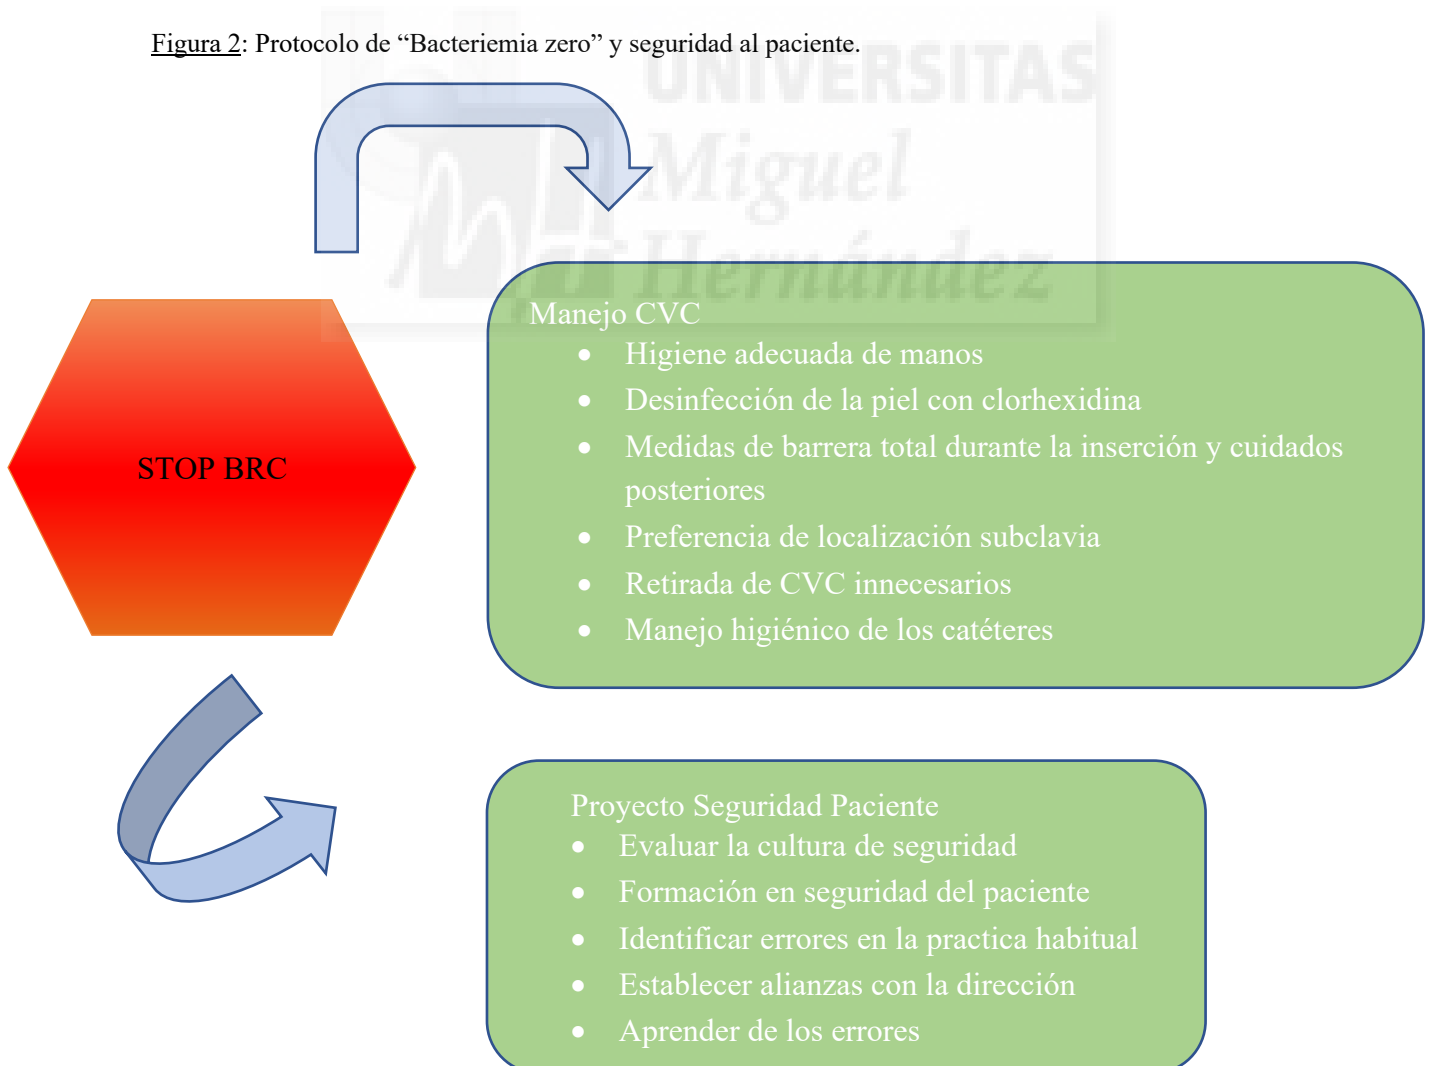 Figura 2: Protocolo de “Bacteriemia zero” y seguridad al paciente.
UNIVERSITAS
Miguel
Hernández
STOP BRC
Manejo CVC
• Higiene adecuada de manos
• Desinfección de la piel con clorhexidina
• Medidas de barrera total durante la inserción y cuidados
posteriores
• Preferencia de localización subclavia
• Retirada de CVC innecesarios
• Manejo higiénico de los catéteres
Proyecto Seguridad Paciente
• Evaluar la cultura de seguridad
• Formación en seguridad del paciente
• Identificar errores en la practica habitual
• Establecer alianzas con la dirección
• Aprender de los errores